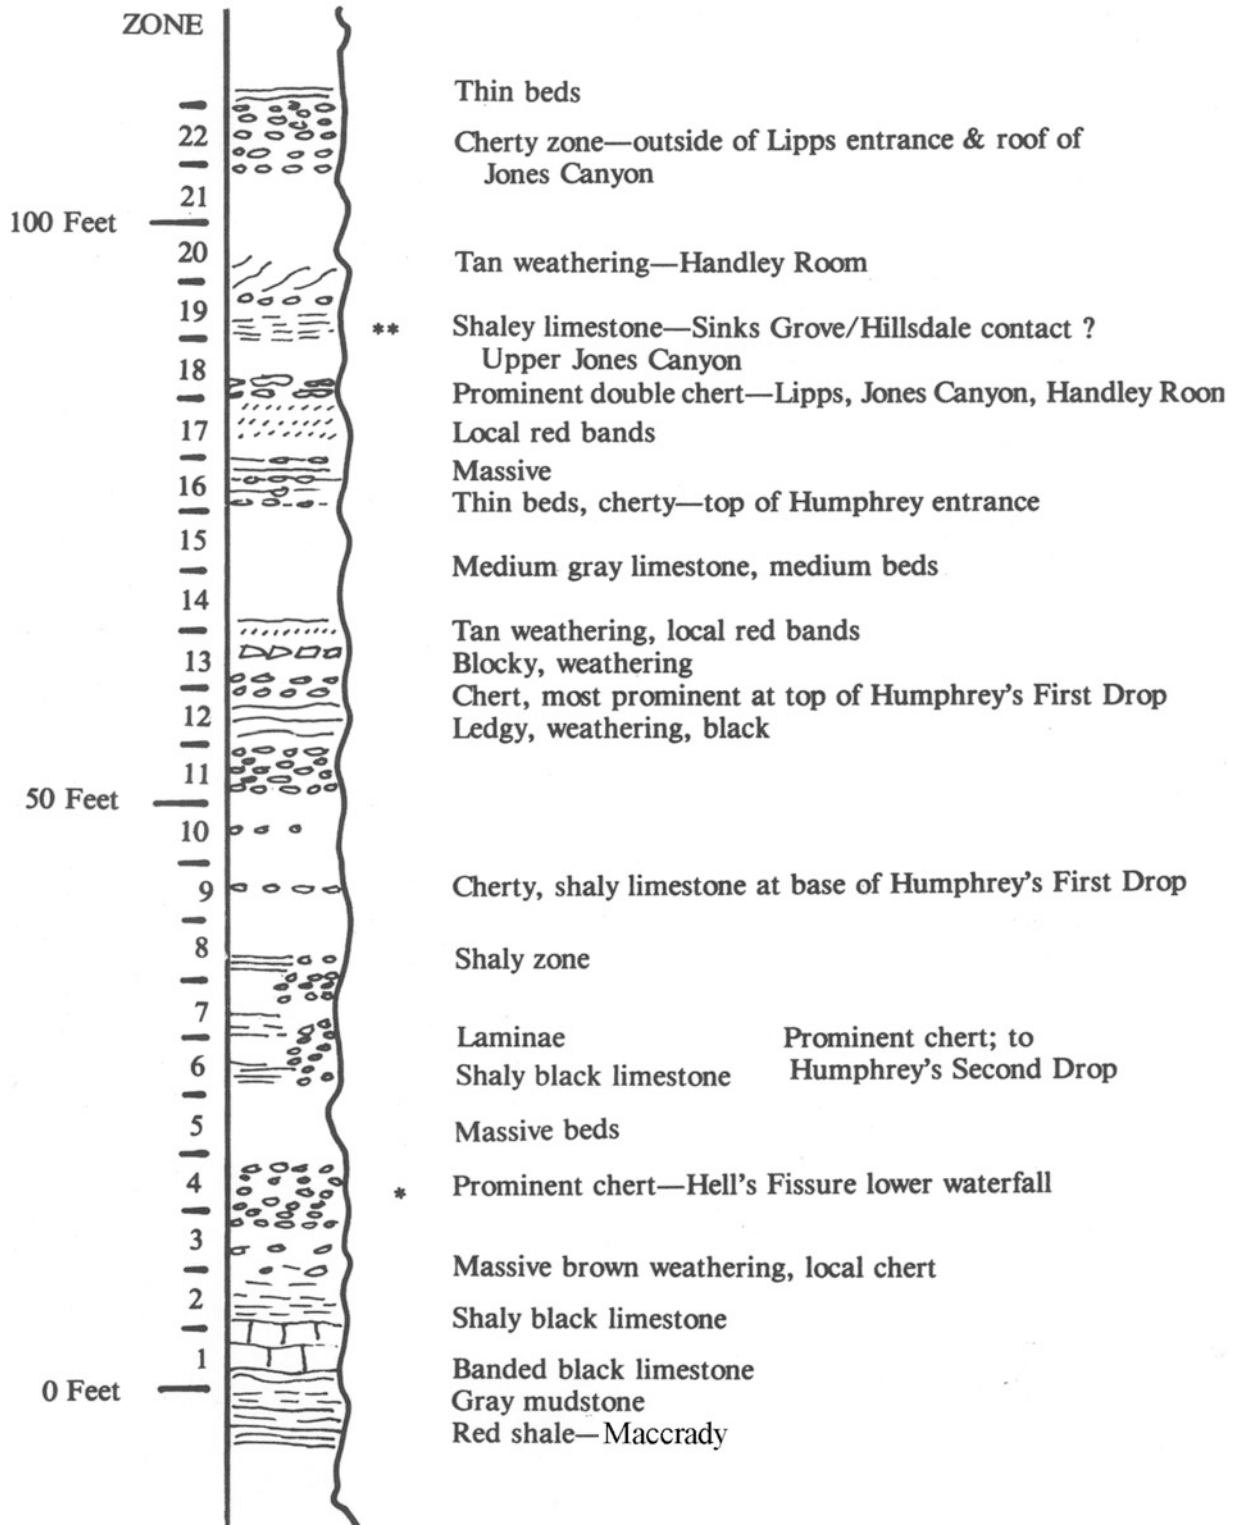 ZONE
Thin beds
22
Cherty zone—outside of Lipps entrance & roof of
Jones Canyon
21
100 Feet
20
Tan weathering—Handley Room
19
** Shaley limestone—Sinks Grove/Hillsdale contact ?
Upper Jones Canyon
18
Prominent double chert—Lipps, Jones Canyon, Handley Roon
17
Local red bands
Massive
16
Thin beds, cherty—top of Humphrey entrance
15
Medium gray limestone, medium beds
14
Tan weathering, local red bands
13
Blocky, weathering
Chert, most prominent at top of Humphrey's First Drop
12
Ledgy, weathering, black
11
50 Feet
10
9
Cherty, shaly limestone at base of Humphrey's First Drop
8
Shaly zone
7
Laminae
Prominent chert; to
6
Shaly black limestone
Humphrey's Second Drop
5
Massive beds
4
* Prominent chert—Hell's Fissure lower waterfall
3
Massive brown weathering, local chert
2
Shaly black limestone
1
Banded black limestone
0 Feet
Gray mudstone
Red shale—Maccrady